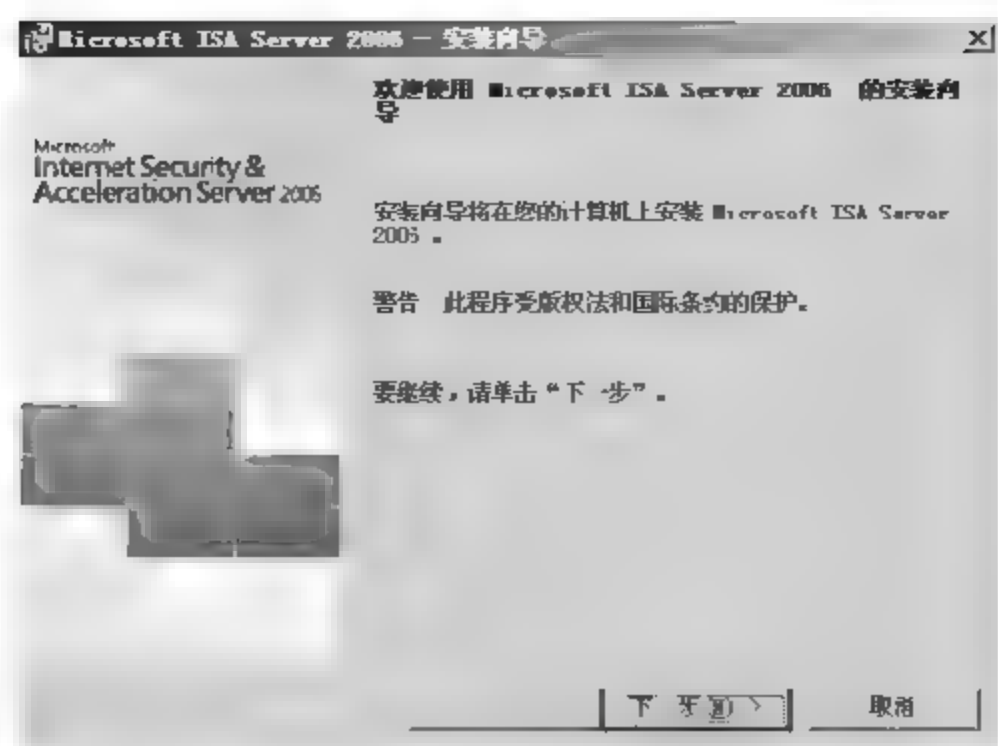 Microsoft ISA Server 2006 - 安装向导
欢迎使用 Microsoft ISA Server 2006 的安装向
导
Microsoft
Internet Security &
Acceleration Server 2006
安装向导将在您的计算机上安装 Microsoft ISA Server
2006 。
警告 此程序受版权法和国际条约的保护。
要继续，请单击“下一步”。
下一步(N) >
取消